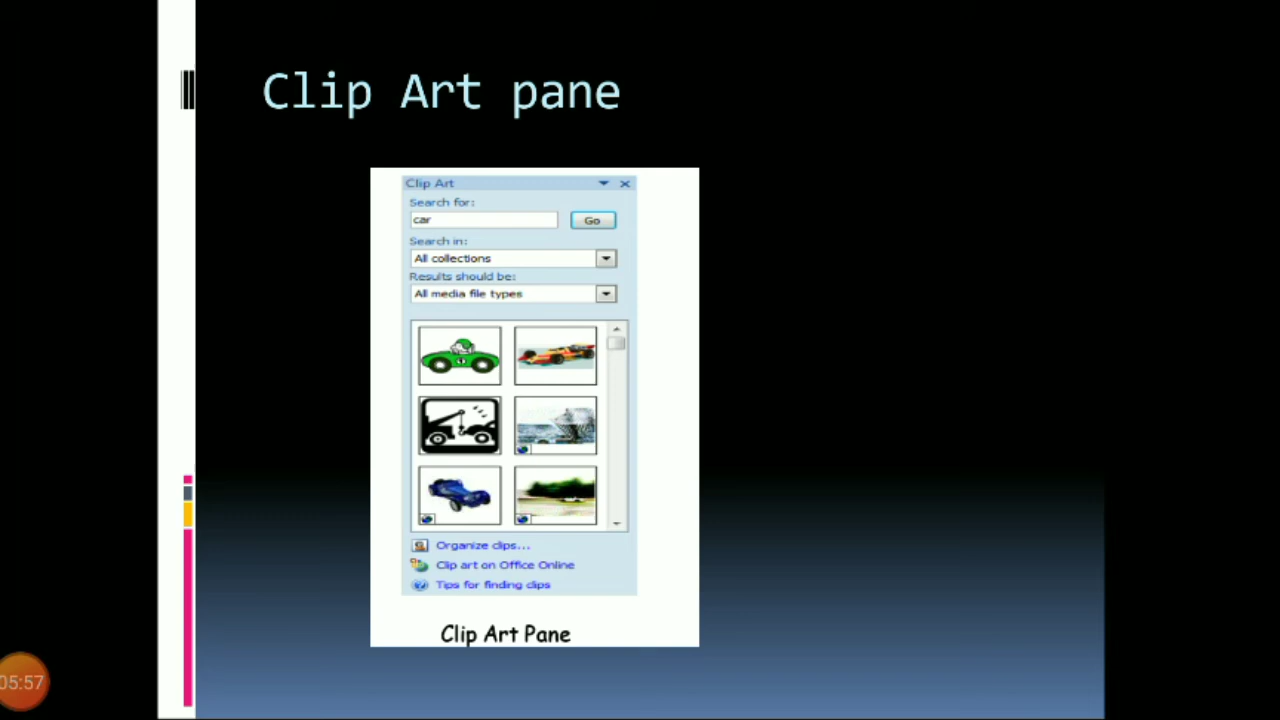 Clip Art pane
Clip Art
Search for:
car
Go
Search in:
All collections
Results should be:
All media file types
Organize clips...
Clip art on Office Online
Tips for finding clips
Clip Art Pane
05:57